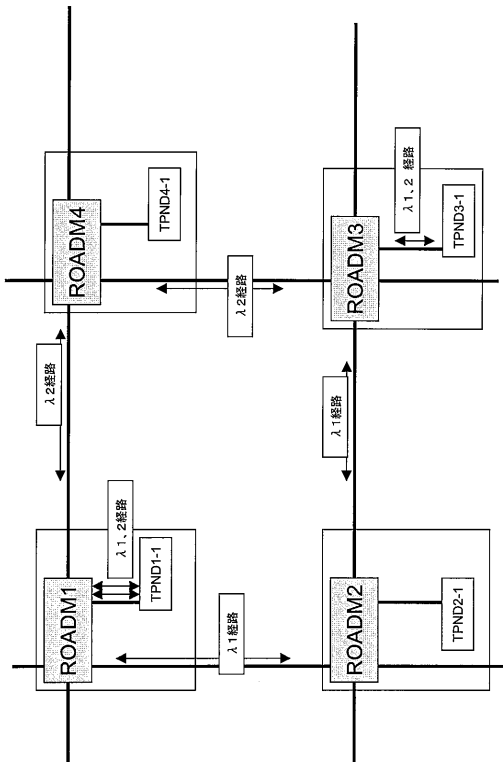 ROADM1
TPND1-1
λ1、2経路
λ2経路
ROADM4
TPND4-1
λ1経路
λ2経路
ROADM2
TPND2-1
λ1経路
ROADM3
TPND3-1
λ1、2 経路